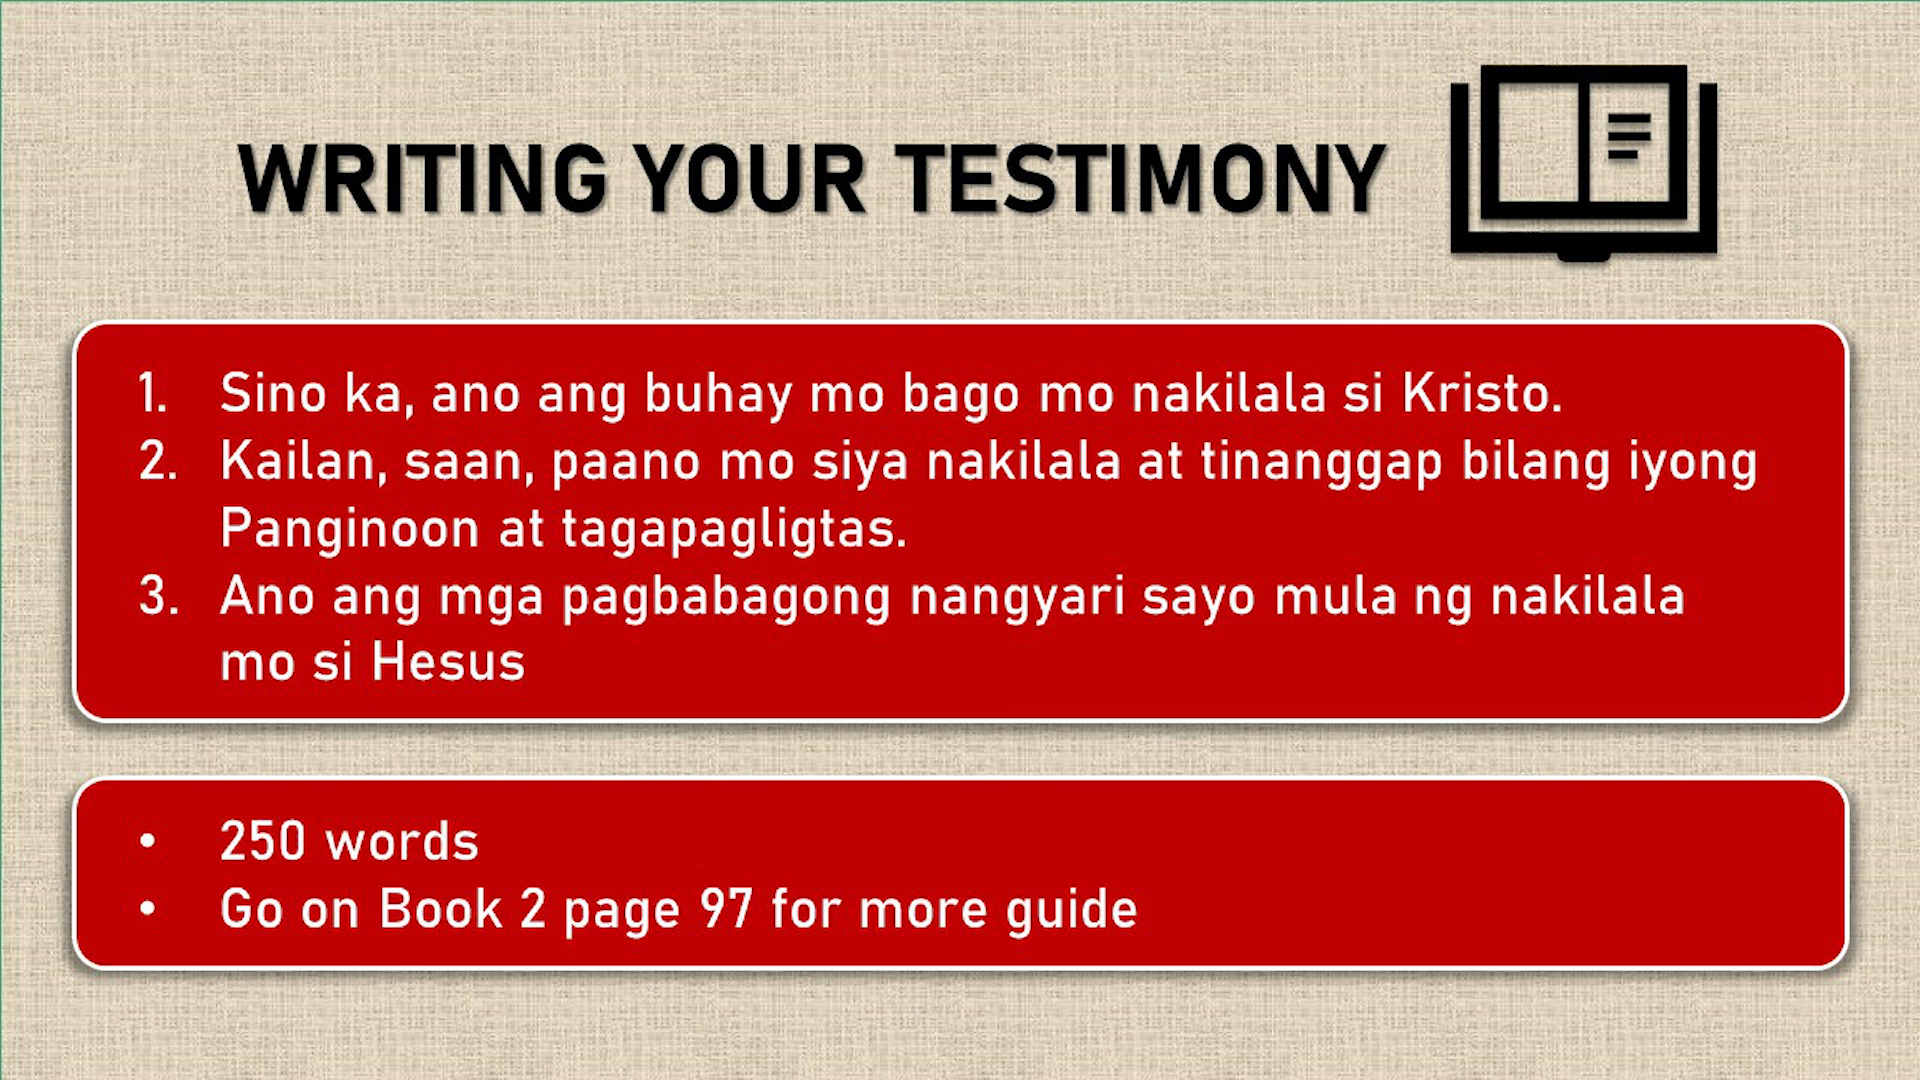 WRITING YOUR TESTIMONY
1. Sino ka, ano ang buhay mo bago mo nakilala si Kristo.
2. Kailan, saan, paano mo siya nakilala at tinanggap bilang iyong
Panginoon at tagapagligtas.
3. Ano ang mga pagbabagong nangyari sayo mula ng nakilala
mo si Hesus
• 250 words
• Go on Book 2 page 97 for more guide